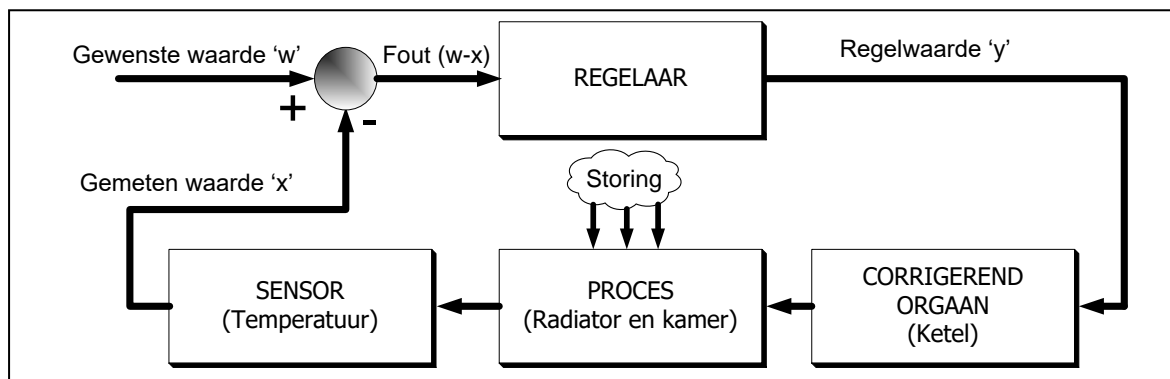 Gewenste waarde ‘w’
Fout (w-x)
REGELAAR
Regelwaarde ‘y’
+
-
Gemeten waarde ‘x’
Storing
SENSOR
(Temperatuur)
PROCES
(Radiator en kamer)
CORRIGEREND
ORGAAN
(Ketel)